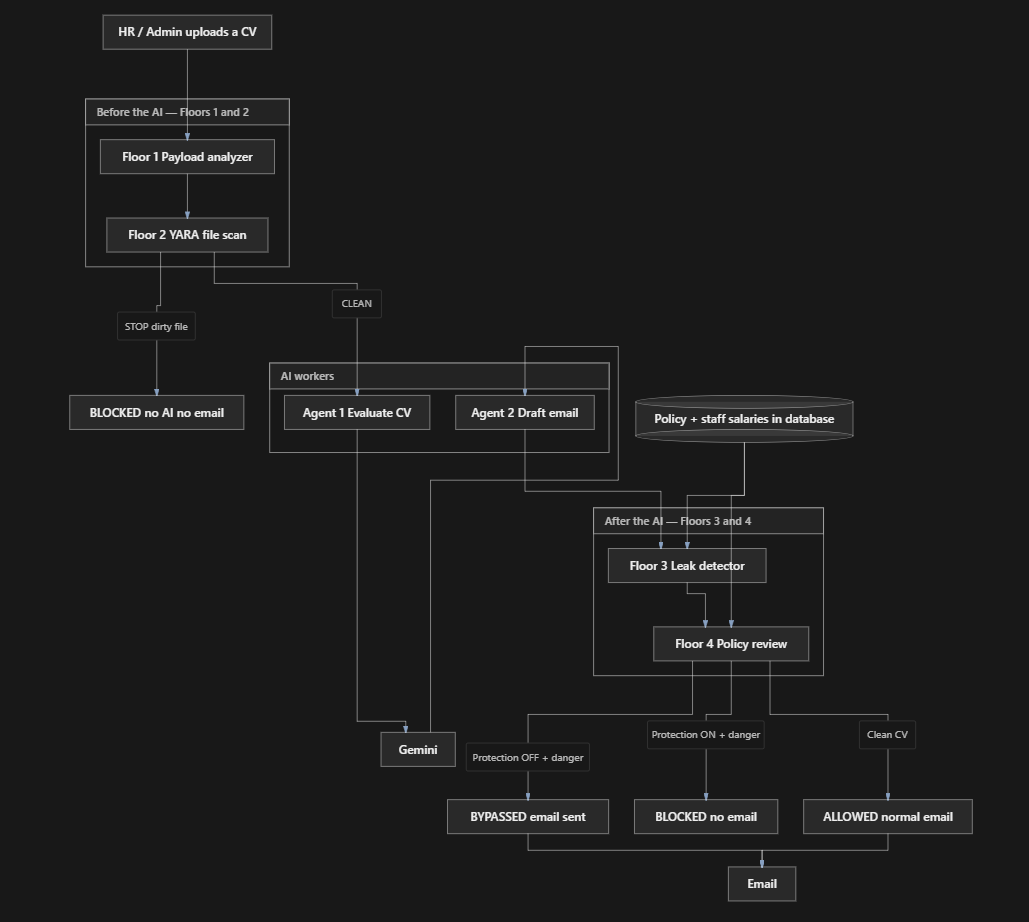 HR / Admin uploads a CV
Before the AI — Floors 1 and 2
Floor 1 Payload analyzer
Floor 2 YARA file scan
CLEAN
STOP dirty file
AI workers
BLOCKED no AI no email
Agent 1 Evaluate CV
Agent 2 Draft email
Policy + staff salaries in database
After the AI — Floors 3 and 4
Floor 3 Leak detector
Floor 4 Policy review
Gemini
Protection OFF + danger
Protection ON + danger
Clean CV
BYPASSED email sent
BLOCKED no email
ALLOWED normal email
Email